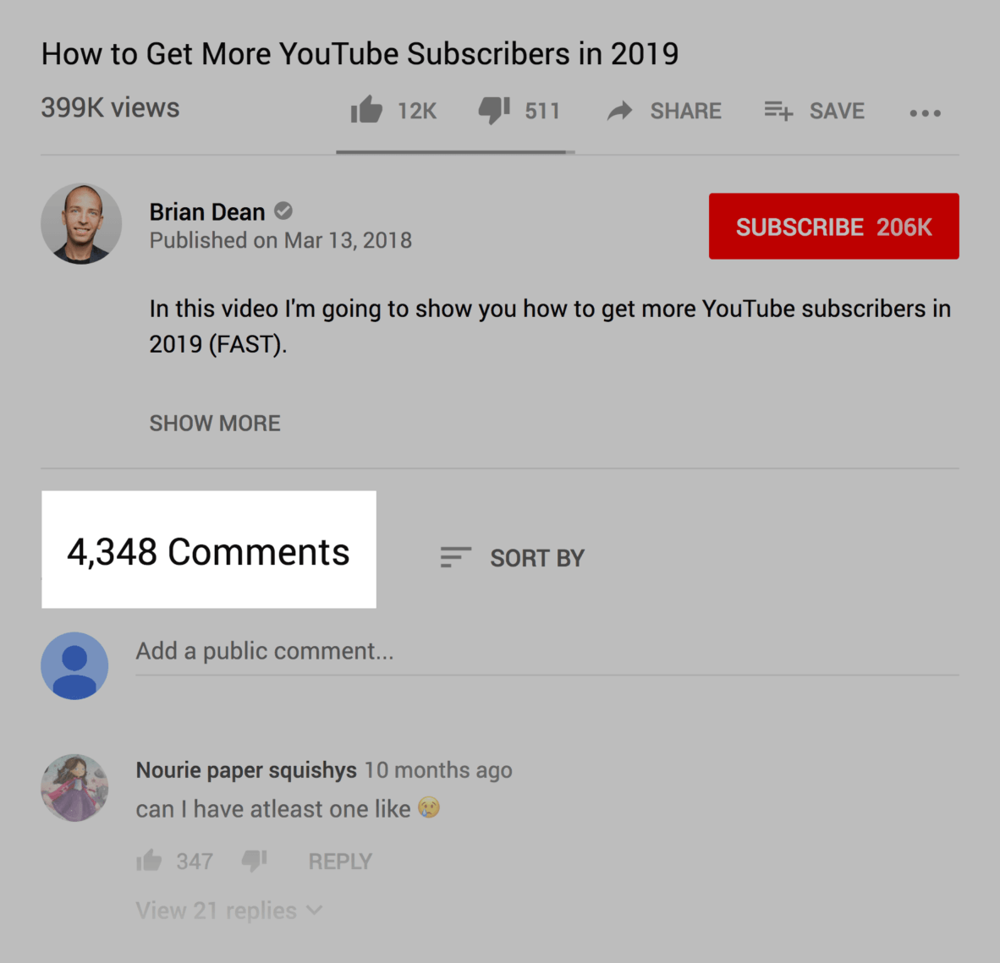 How to Get More YouTube Subscribers in 2019
399K views
12K
511
SHARE
SAVE
Brian Dean
Published on Mar 13, 2018
SUBSCRIBE 206K
In this video I'm going to show you how to get more YouTube subscribers in
2019 (FAST).
SHOW MORE
4,348 Comments
SORT BY
Add a public comment...
Nourie paper squishys 10 months ago
can I have atleast one like 😢
347
REPLY
View 21 replies